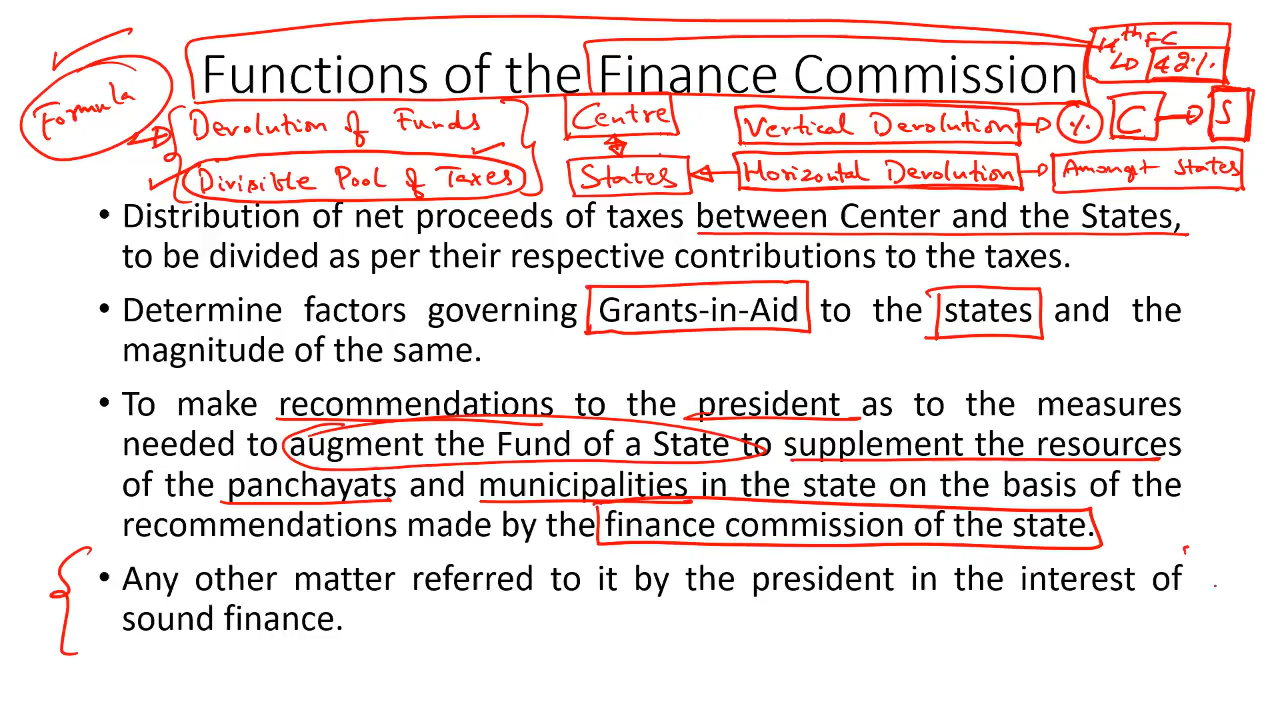 14th FC
42%.
Functions of the Finance Commission
Formula
Devolution of Funds
Centre
Vertical Devolution
%
C
S
Divisible Pool of Taxes
States
Horizontal Devolution
Amongst States
• Distribution of net proceeds of taxes between Center and the States,
to be divided as per their respective contributions to the taxes.
• Determine factors governing Grants-in-Aid to the states and the
magnitude of the same.
• To make recommendations to the president as to the measures
needed to augment the Fund of a State to supplement the resources
of the panchayats and municipalities in the state on the basis of the
recommendations made by the finance commission of the state.
• Any other matter referred to it by the president in the interest of
sound finance.